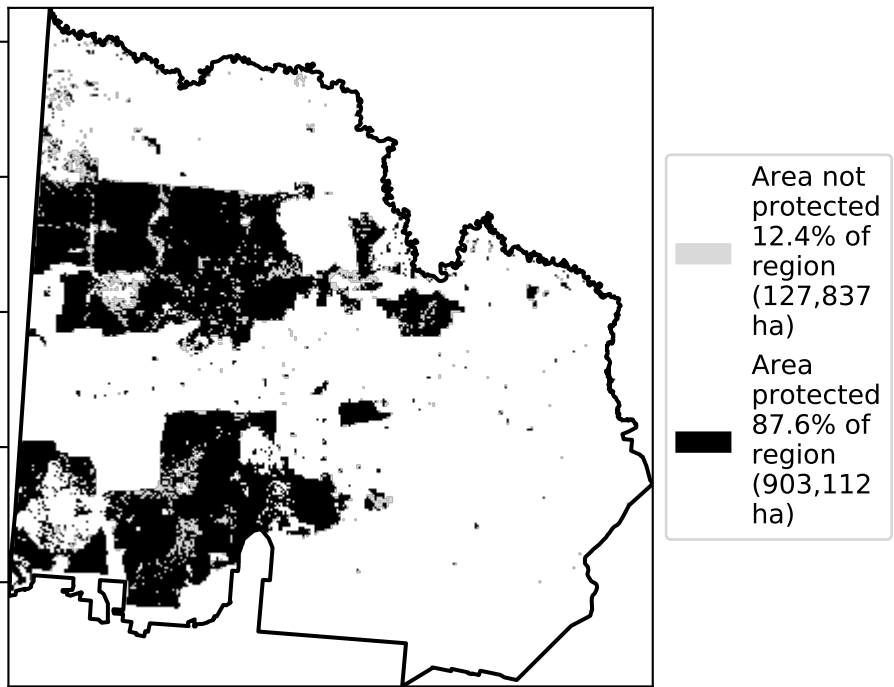 Area not
protected
12.4% of
region
(127,837
ha)
Area
protected
87.6% of
region
(903,112
ha)